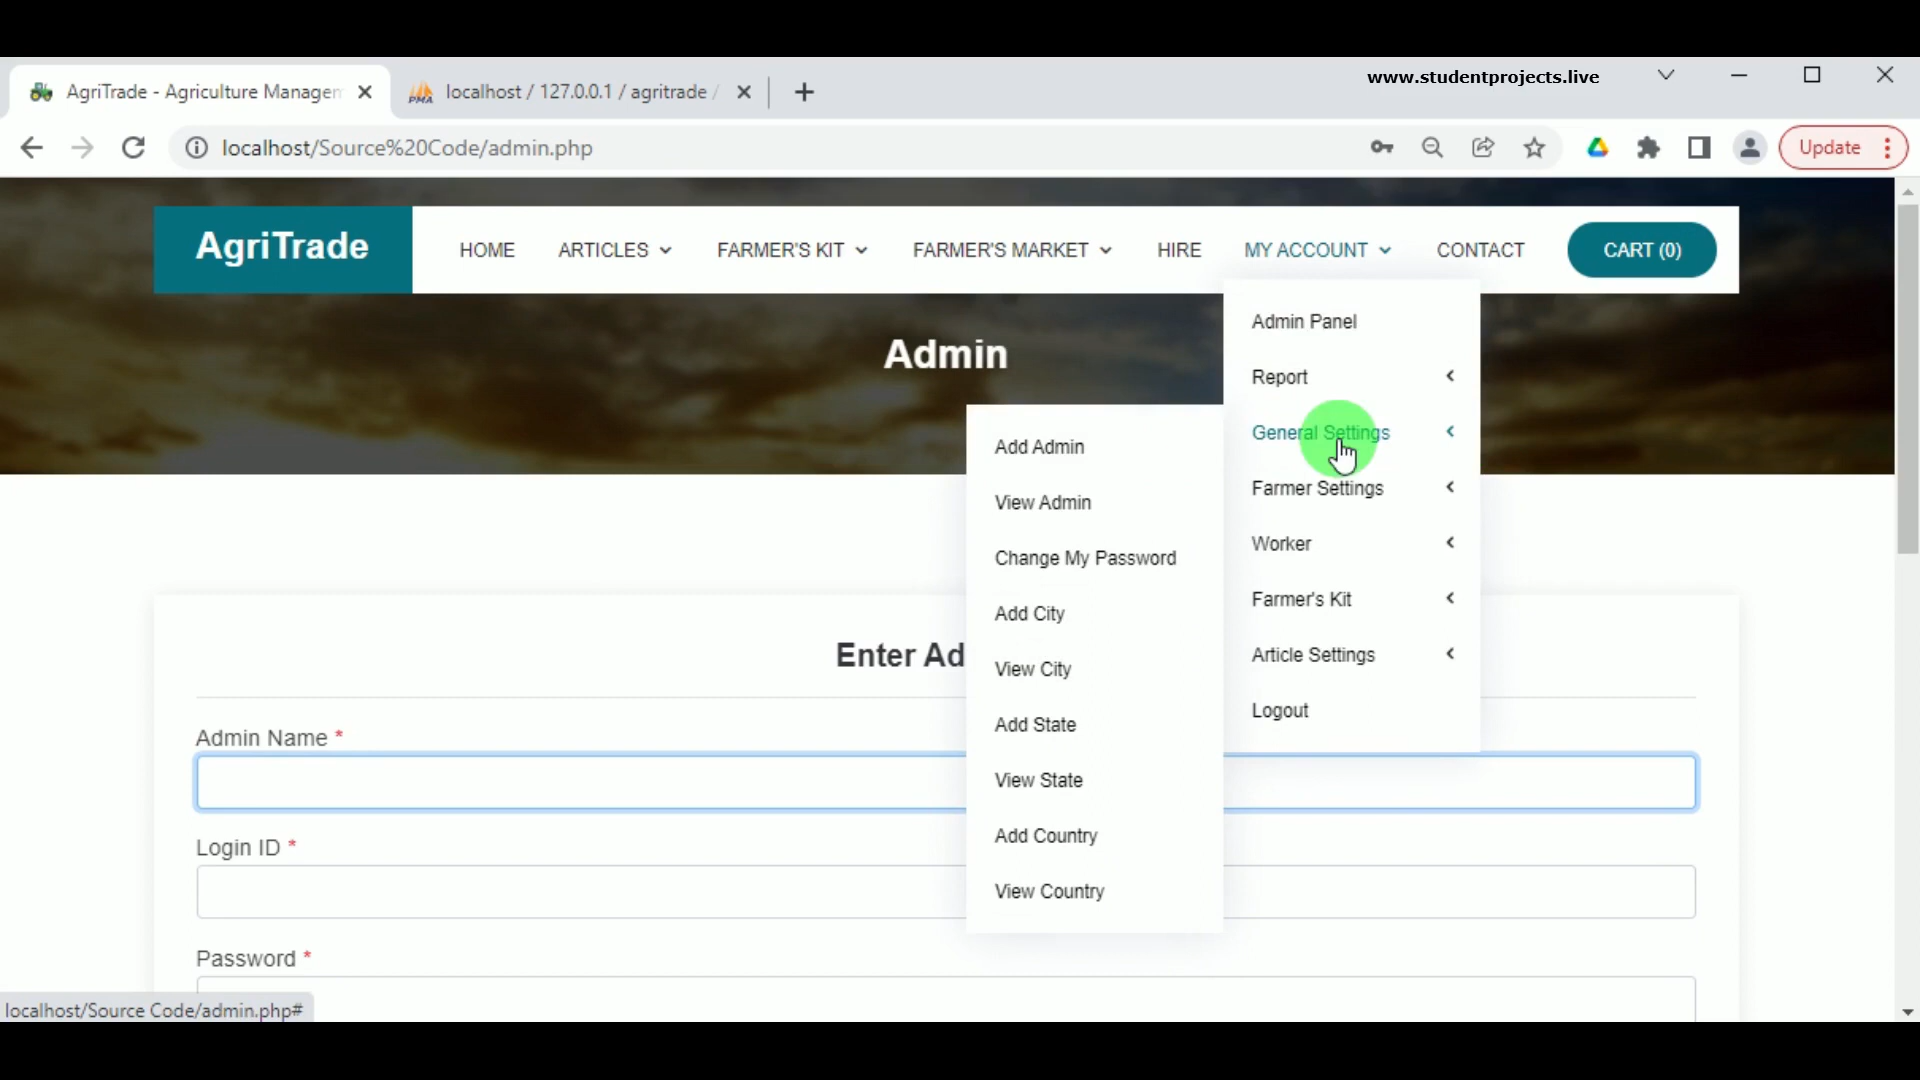 AgriTrade - Agriculture Managem
localhost / 127.0.0.1 / agritrade /
www.studentprojects.live
localhost/Source%20Code/admin.php
Update
AgriTrade
HOME
ARTICLES
FARMER'S KIT
FARMER'S MARKET
HIRE
MY ACCOUNT
CONTACT
CART (0)
Admin
Admin Panel
Report
General Settings
Farmer Settings
Worker
Farmer's Kit
Article Settings
Logout
Add Admin
View Admin
Change My Password
Add City
View City
Add State
View State
Add Country
View Country
Enter Ad
Admin Name *
Login ID *
Password *
localhost/Source Code/admin.php#